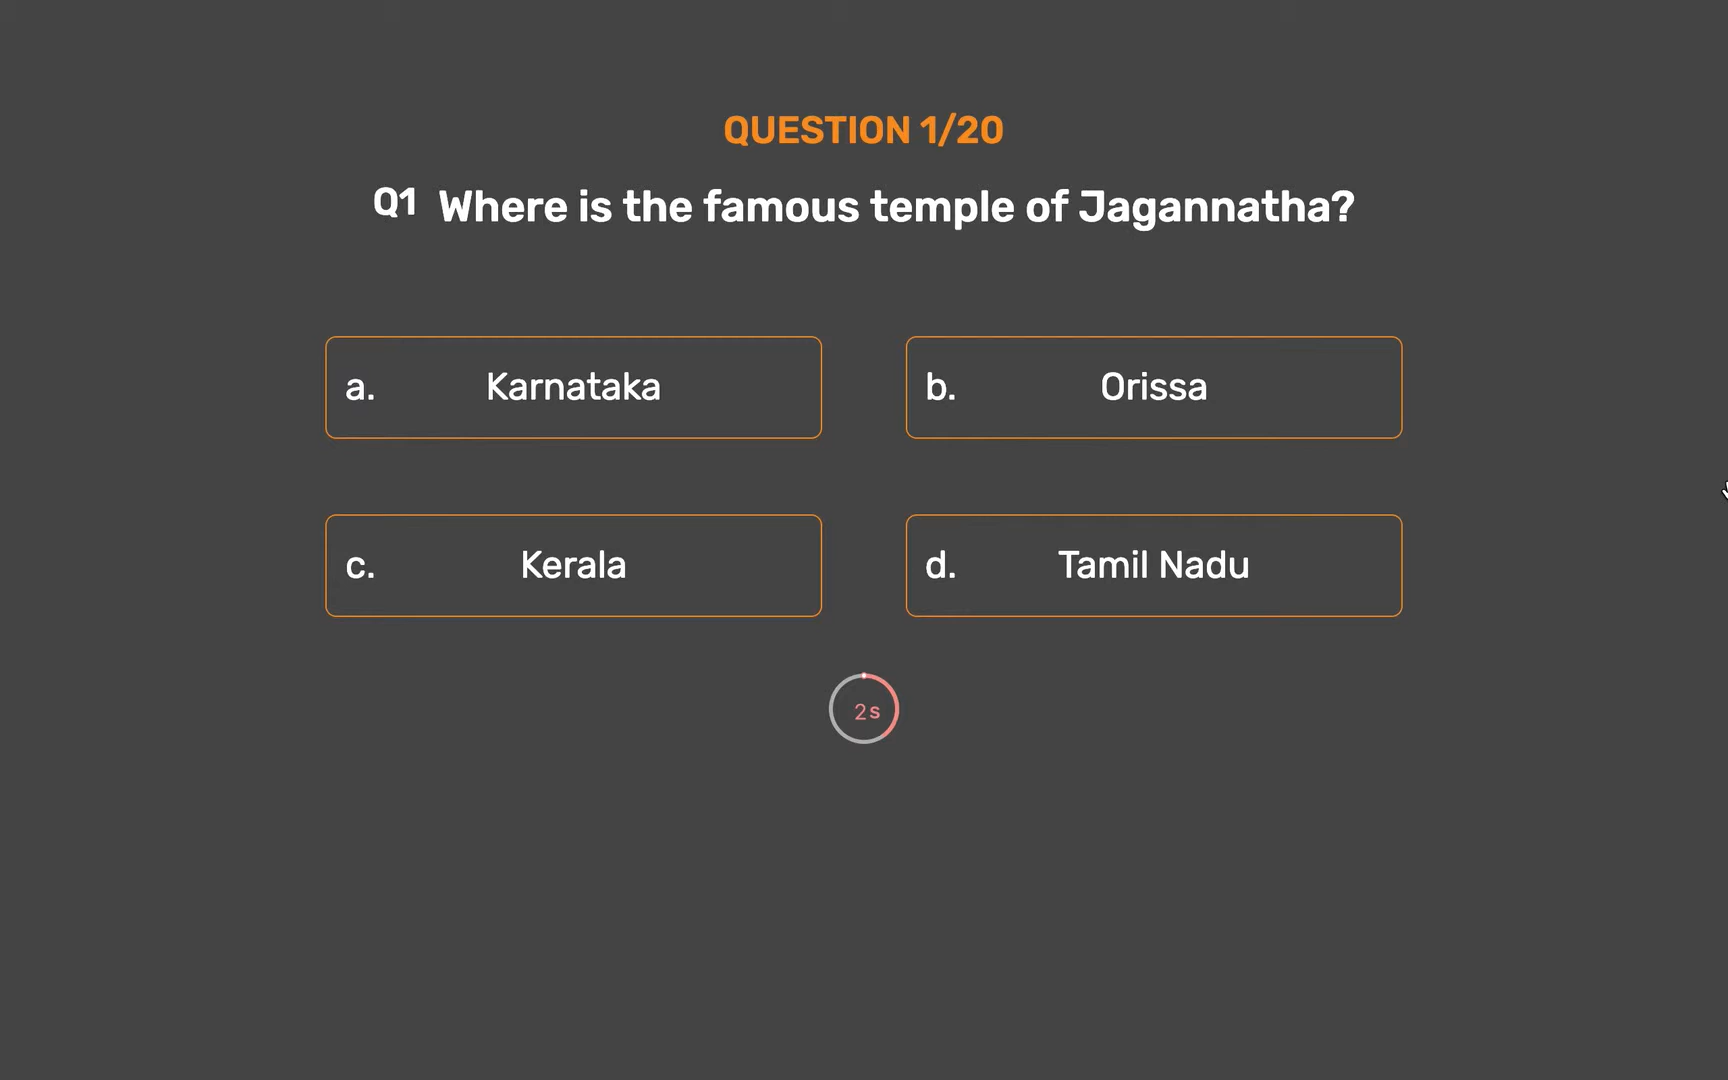 QUESTION 1/20
Q1 Where is the famous temple of Jagannatha?
a. Karnataka
b. Orissa
c. Kerala
d. Tamil Nadu
2s